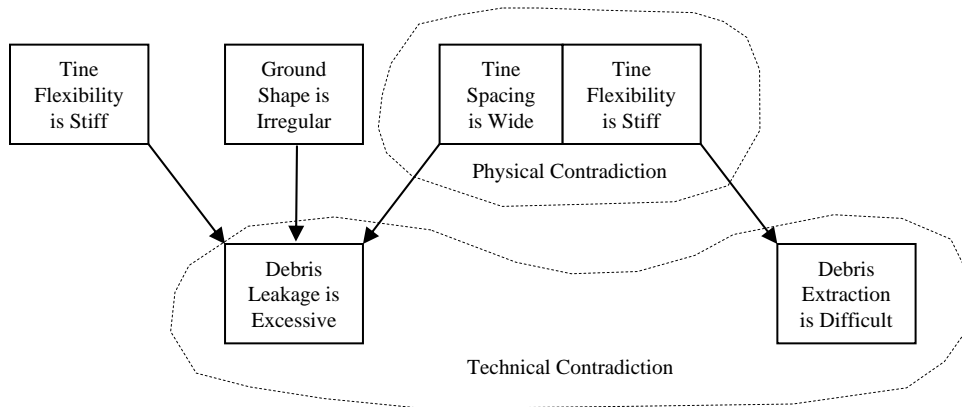 Tine
Flexibility
is Stiff
Ground
Shape is
Irregular
Tine
Spacing
is Wide
Tine
Flexibility
is Stiff
Physical Contradiction
Debris
Leakage is
Excessive
Debris
Extraction
is Difficult
Technical Contradiction